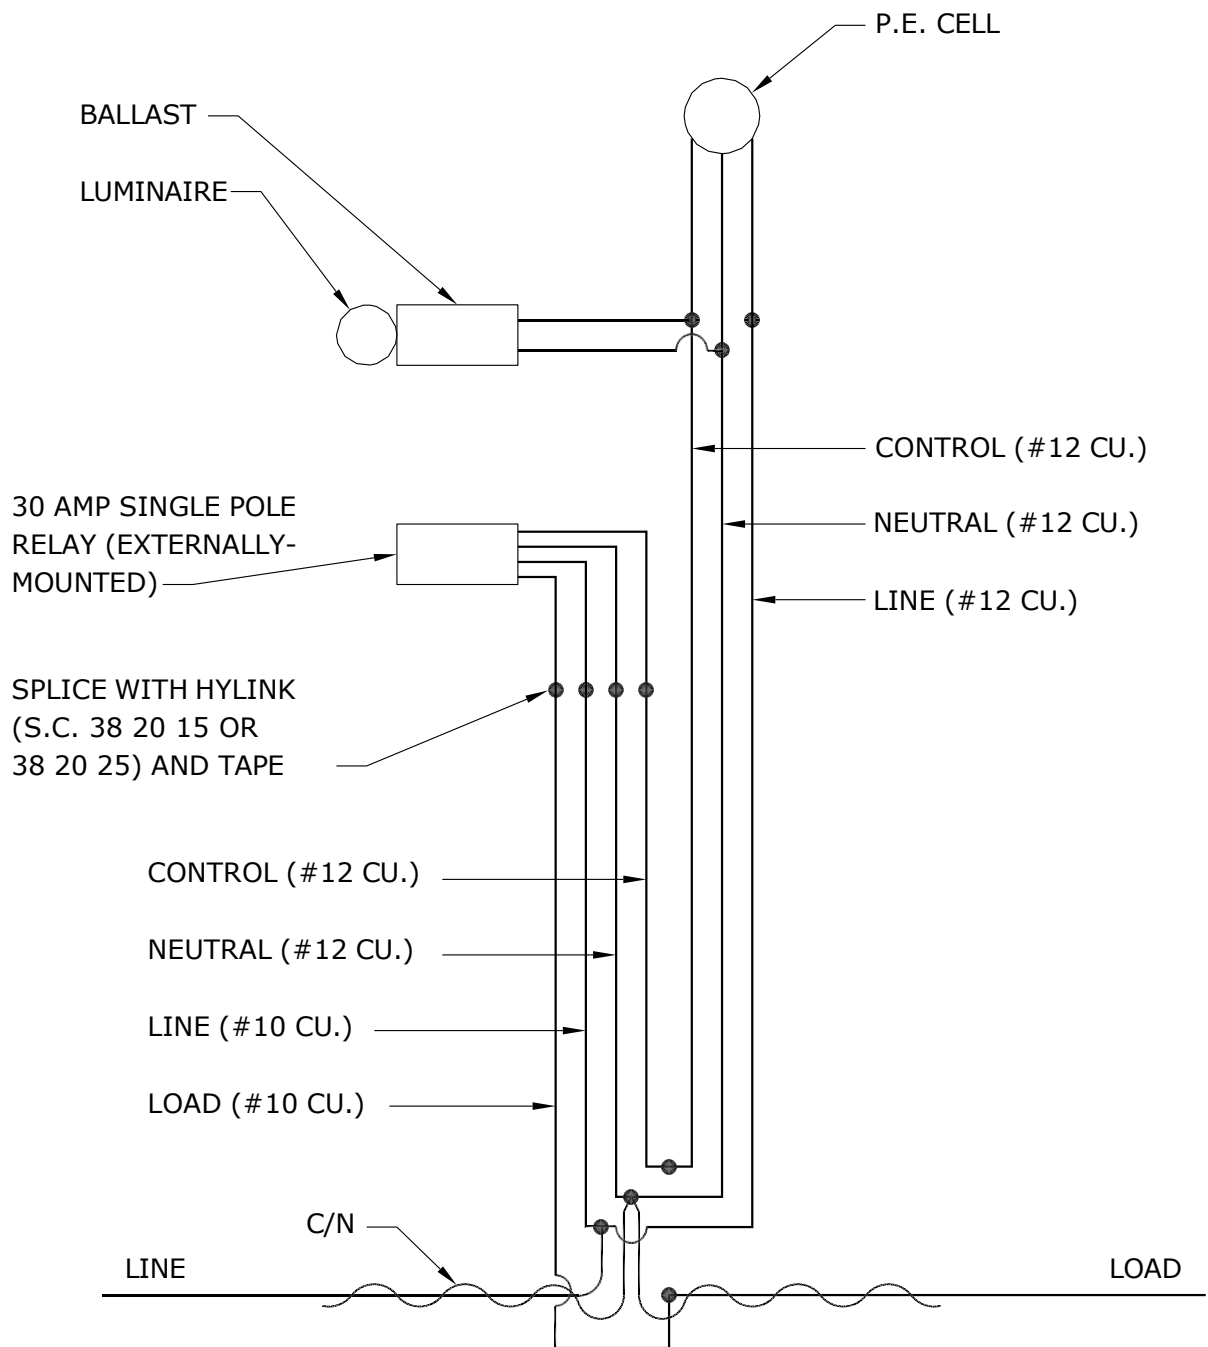 P.E. CELL
BALLAST
LUMINAIRE
CONTROL (#12 CU.)
NEUTRAL (#12 CU.)
LINE (#12 CU.)
30 AMP SINGLE POLE
RELAY (EXTERNALLY-
MOUNTED)
SPLICE WITH HYLINK
(S.C. 38 20 15 OR
38 20 25) AND TAPE
CONTROL (#12 CU.)
NEUTRAL (#12 CU.)
LINE (#10 CU.)
LOAD (#10 CU.)
C/N
LINE
LOAD